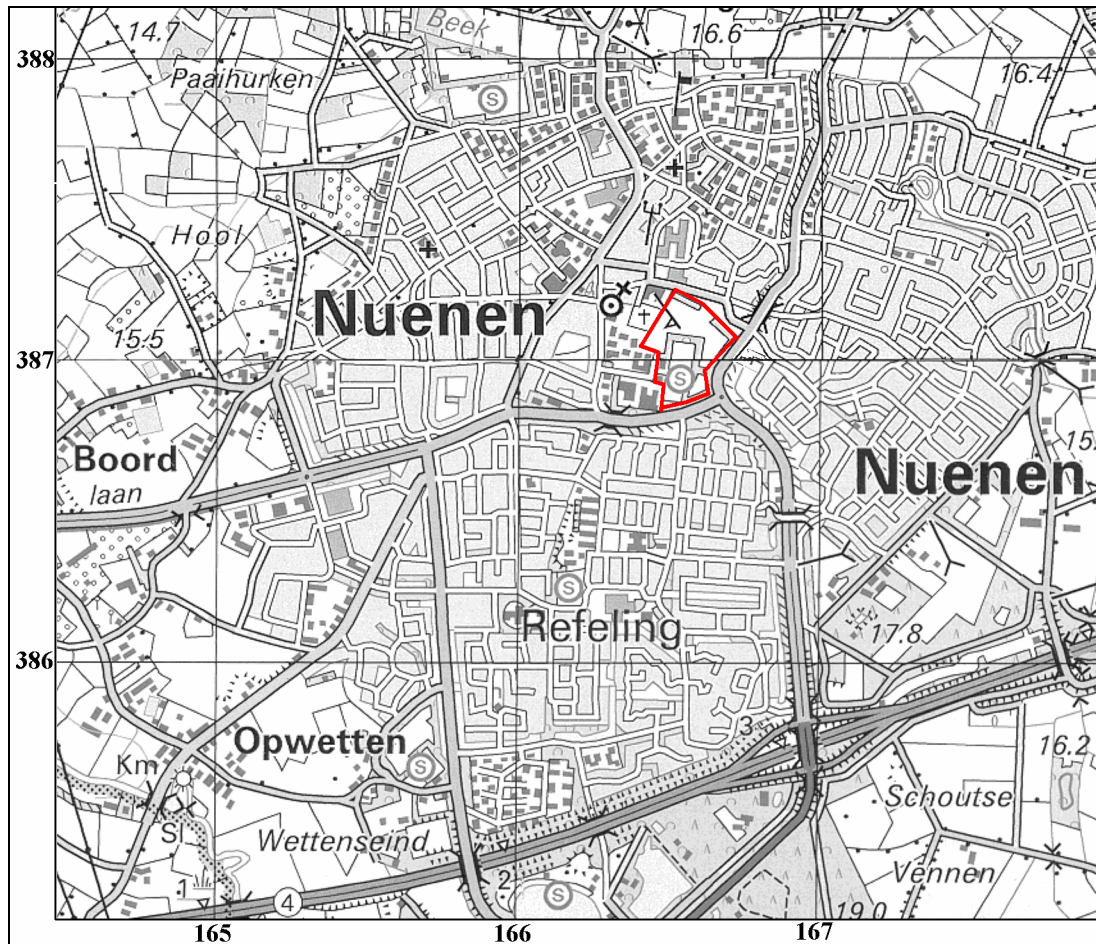 14.7
Beek
16.6
388
Paaihurken
S
16.4
Hool
Nuenen
15.5
387
S
Boord
laan
Nuenen
15.
S
Refeling
17.8
386
Opwetten
3
16.2
Km
S
Schoutse
Sl
Wettenseind
Vennen
1
2
S
4
19.0
165
166
167